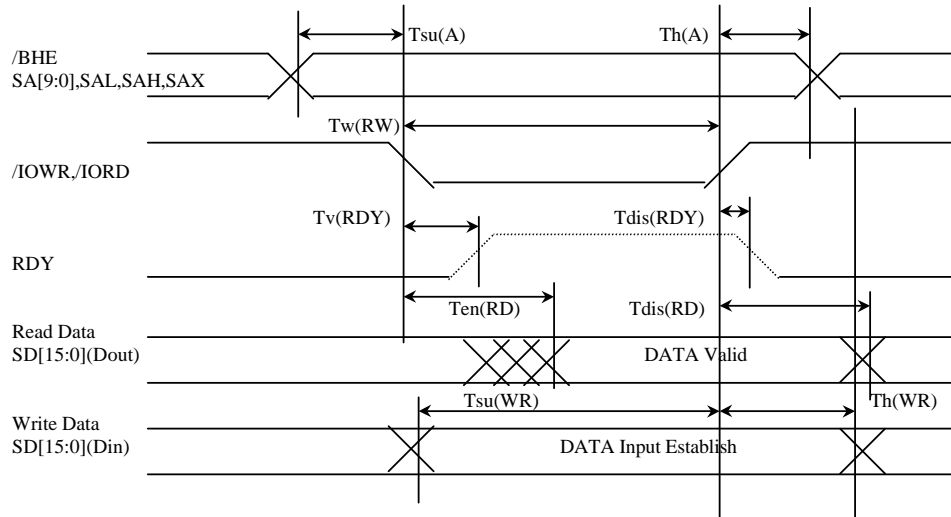 Tsu(A)
Th(A)
/BHE
SA[9:0],SAL,SAH,SAX
Tw(RW)
/IOWR,/IORD
Tv(RDY)
Tdis(RDY)
RDY
Ten(RD)
Tdis(RD)
Read Data
SD[15:0](Dout)
DATA Valid
Tsu(WR)
Th(WR)
Write Data
SD[15:0](Din)
DATA Input Establish